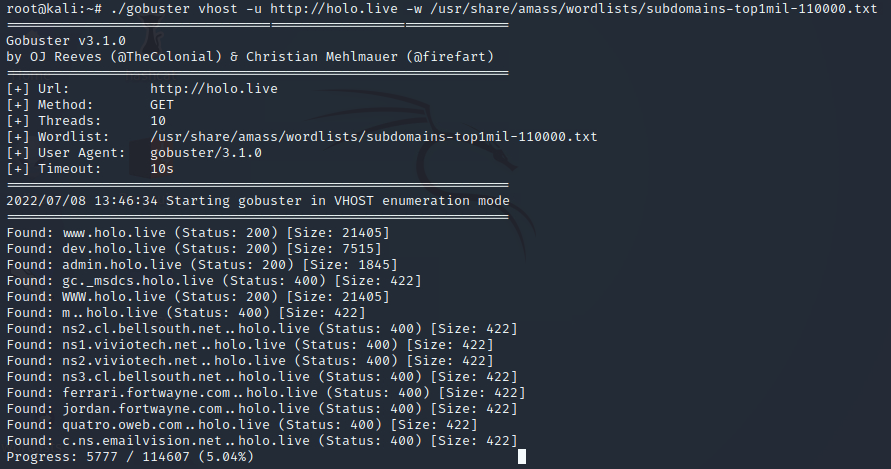 root@kali:~# ./gobuster vhost -u http://holo.live -w /usr/share/amass/wordlists/subdomains-top1mil-110000.txt
===============================================================
Gobuster v3.1.0
by OJ Reeves (@TheColonial) & Christian Mehlmauer (@firefart)
===============================================================
[+] Url:          http://holo.live
[+] Method:       GET
[+] Threads:      10
[+] Wordlist:     /usr/share/amass/wordlists/subdomains-top1mil-110000.txt
[+] User Agent:   gobuster/3.1.0
[+] Timeout:      10s
===============================================================
2022/07/08 13:46:34 Starting gobuster in VHOST enumeration mode
===============================================================
Found: www.holo.live (Status: 200) [Size: 21405]
Found: dev.holo.live (Status: 200) [Size: 7515]
Found: admin.holo.live (Status: 200) [Size: 1845]
Found: gc._msdcs.holo.live (Status: 400) [Size: 422]
Found: WWW.holo.live (Status: 200) [Size: 21405]
Found: m..holo.live (Status: 400) [Size: 422]
Found: ns2.cl.bellsouth.net..holo.live (Status: 400) [Size: 422]
Found: ns1.viviotech.net..holo.live (Status: 400) [Size: 422]
Found: ns2.viviotech.net..holo.live (Status: 400) [Size: 422]
Found: ns3.cl.bellsouth.net..holo.live (Status: 400) [Size: 422]
Found: ferrari.fortwayne.com..holo.live (Status: 400) [Size: 422]
Found: jordan.fortwayne.com..holo.live (Status: 400) [Size: 422]
Found: quatro.oweb.com..holo.live (Status: 400) [Size: 422]
Found: c.ns.emailvision.net..holo.live (Status: 400) [Size: 422]
Progress: 5777 / 114607 (5.04%)